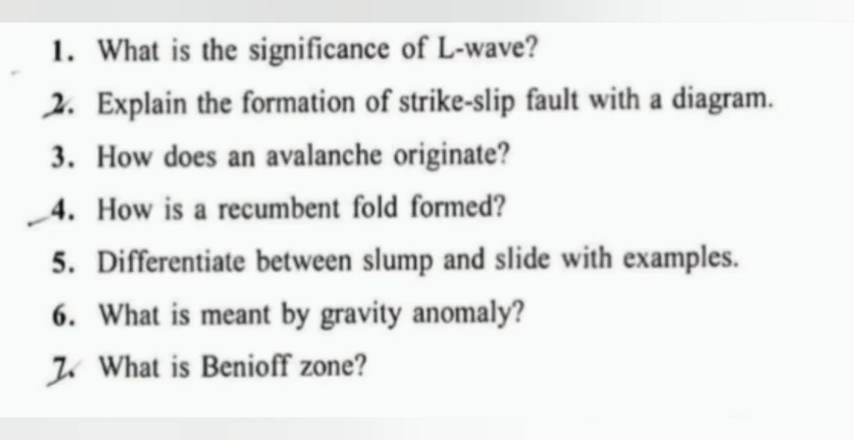 1. What is the significance of L-wave?
2. Explain the formation of strike-slip fault with a diagram.
3. How does an avalanche originate?
4. How is a recumbent fold formed?
5. Differentiate between slump and slide with examples.
6. What is meant by gravity anomaly?
7. What is Benioff zone?